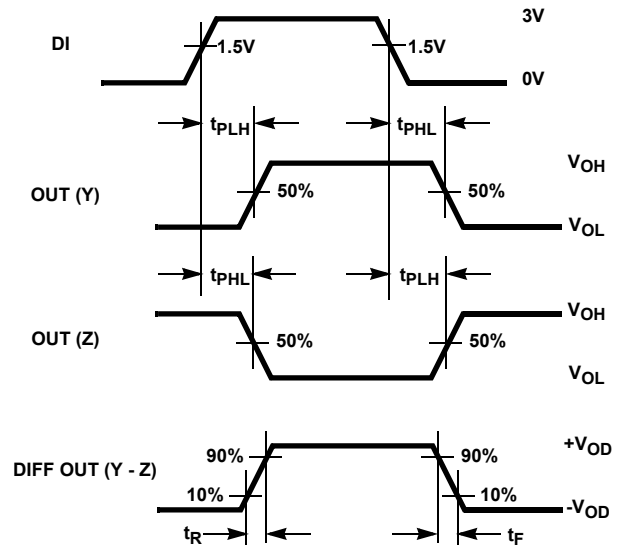 3V
DI
1.5V
1.5V
0V
tPLH
tPHL
VOH
OUT (Y)
50%
50%
VOL
tPHL
tPLH
VOH
OUT (Z)
50%
50%
VOL
+VOD
DIFF OUT (Y - Z)
90%
90%
10%
10%
-VOD
tR
tF